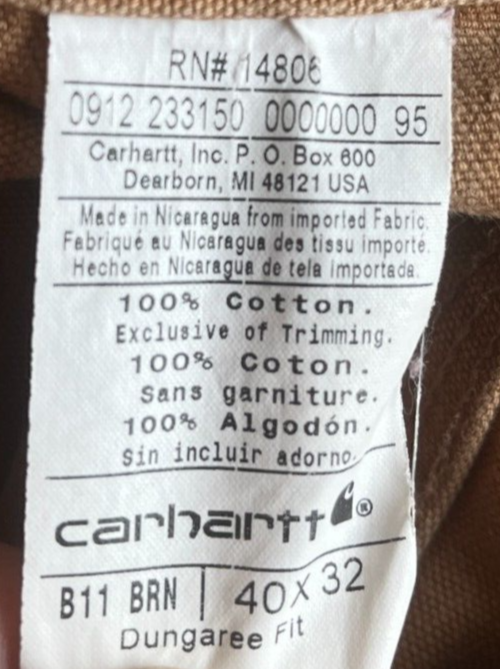 RN# 14806
0912 233150 0000000 95
Carhartt, Inc. P. O. Box 600
Dearborn, MI 48121 USA
Made in Nicaragua from imported Fabric.
Fabriqué au Nicaragua des tissu importé.
Hecho en Nicaragua de tela importada.
100% Cotton.
Exclusive of Trimming.
100% Coton.
Sans garniture.
100% Algodón.
Sin incluir adorno.
carhartt ®
B11 BRN | 40X32
Dungaree Fit